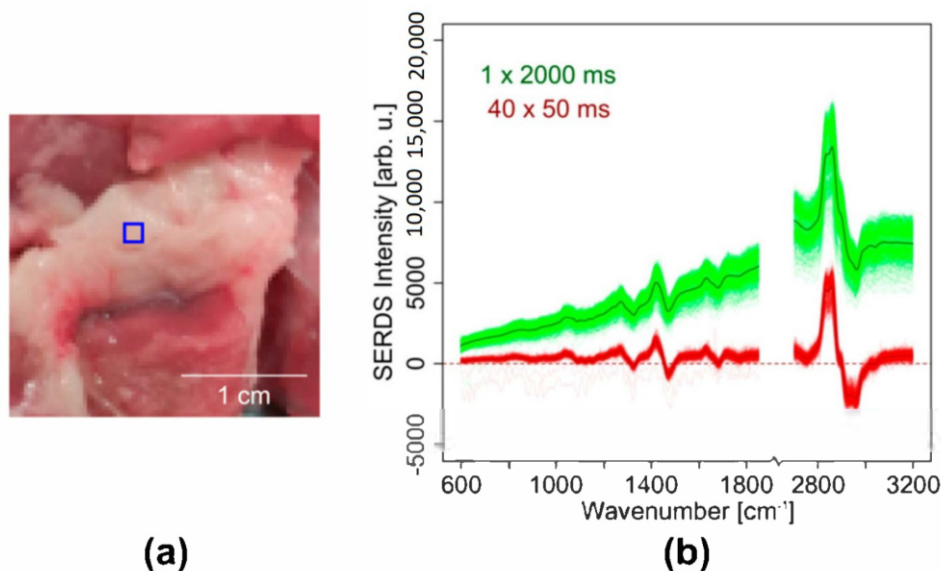 1 cm
(a)
(b)
SERDS Intensity [arb. u.]
20,000
15,000
10,000
5000
0
-5000
1 x 2000 ms
40 x 50 ms
600
1000
1400
1800
2800
3200
Wavenumber [cm⁻¹]